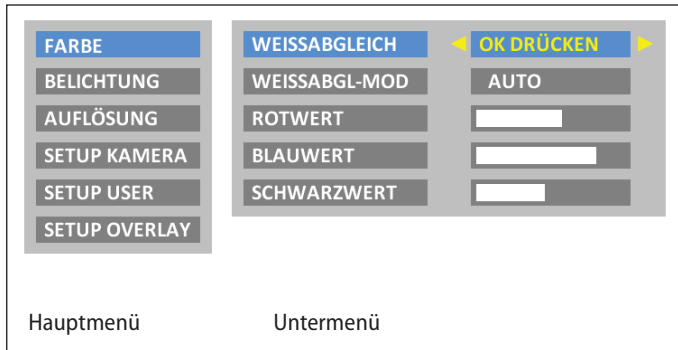 FARBE
BELICHTUNG
AUFLÖSUNG
SETUP KAMERA
SETUP USER
SETUP OVERLAY
WEISSABGLEICH OK DRÜCKEN
WEISSABGL-MOD AUTO
ROTWERT
BLAUWERT
SCHWARZWERT
Hauptmenü Untermenü